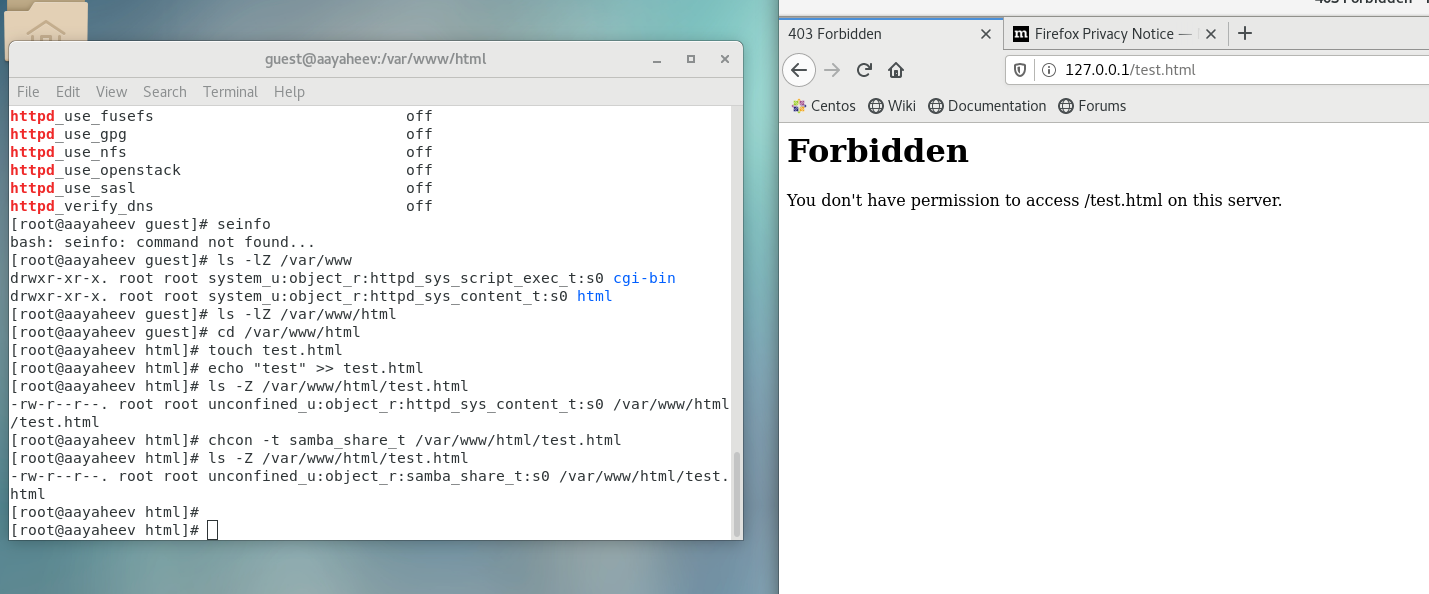 guest@aayaheev:/var/www/html
File Edit View Search Terminal Help
httpd_use_fusefs off
httpd_use_gpg off
httpd_use_nfs off
httpd_use_openstack off
httpd_use_sasl off
httpd_verify_dns off
[root@aayaheev guest]# seinfo
bash: seinfo: command not found...
[root@aayaheev guest]# ls -lZ /var/www
drwxr-xr-x. root root system_u:object_r:httpd_sys_script_exec_t:s0 cgi-bin
drwxr-xr-x. root root system_u:object_r:httpd_sys_content_t:s0 html
[root@aayaheev guest]# ls -lZ /var/www/html
[root@aayaheev guest]# cd /var/www/html
[root@aayaheev html]# touch test.html
[root@aayaheev html]# echo "test" >> test.html
[root@aayaheev html]# ls -Z /var/www/html/test.html
-rw-r--r--. root root unconfined_u:object_r:httpd_sys_content_t:s0 /var/www/html
/test.html
[root@aayaheev html]# chcon -t samba_share_t /var/www/html/test.html
[root@aayaheev html]# ls -Z /var/www/html/test.html
-rw-r--r--. root root unconfined_u:object_r:samba_share_t:s0 /var/www/html/test.
html
[root@aayaheev html]#
[root@aayaheev html]#
403 Forbidden -
403 Forbidden
m Firefox Privacy Notice —
127.0.0.1/test.html
Centos Wiki Documentation Forums
Forbidden
You don't have permission to access /test.html on this server.